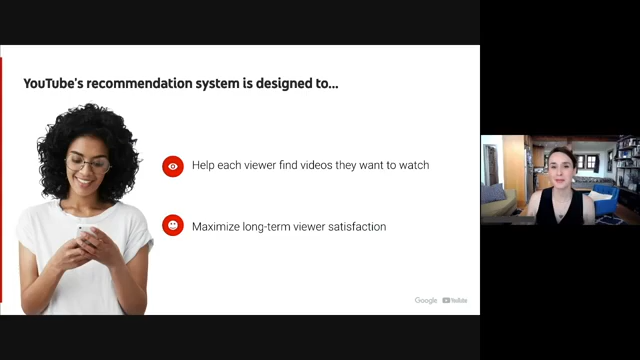 YouTube's recommendation system is designed to...
Help each viewer find videos they want to watch
Maximize long-term viewer satisfaction
Google YouTube